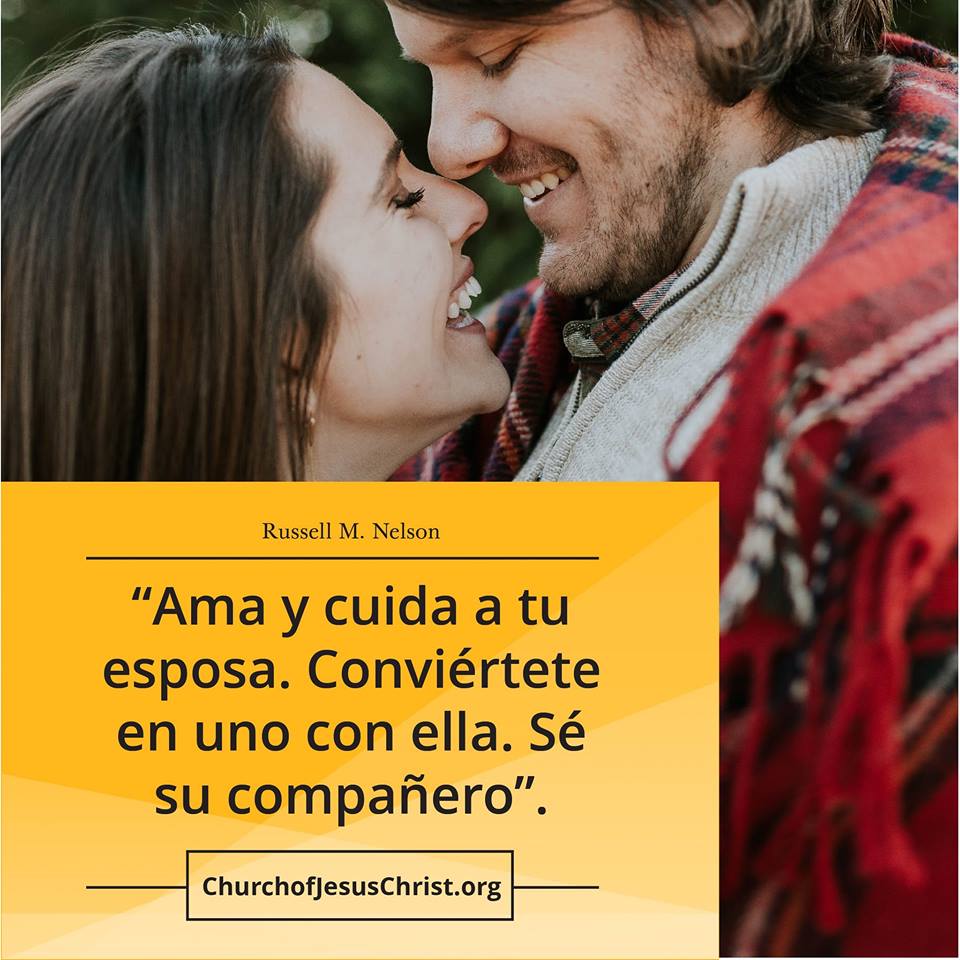 Russell M. Nelson
“Ama y cuida a tu
esposa. Conviértete
en uno con ella. Sé
su compañero”.
ChurchofJesusChrist.org